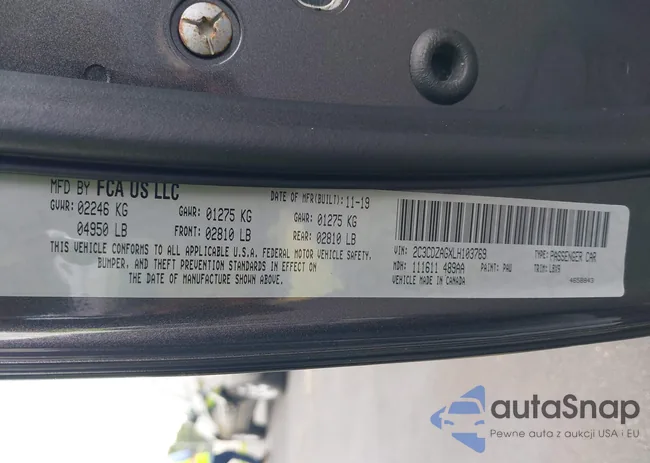 MFD BY FCA US LLC
DATE OF MFR(BUILT): 11-19
GVWR: 02246 KG
GAWR: 01275 KG
GAWR: 01275 KG
04950 LB
FRONT: 02810 LB
REAR: 02810 LB
THIS VEHICLE CONFORMS TO ALL APPLICABLE U.S.A. FEDERAL MOTOR VEHICLE SAFETY,
BUMPER, AND THEFT PREVENTION STANDARDS IN EFFECT ON
THE DATE OF MANUFACTURE SHOWN ABOVE.
VIN: 2C3CDZAGXLH103769
TYPE: PASSENGER CAR
MDH: 111611 489AA
PAINT: PAU
TRIM: LBX9
VEHICLE MADE IN CANADA
autoSnap
Pewne auta z aukcji USA i EU